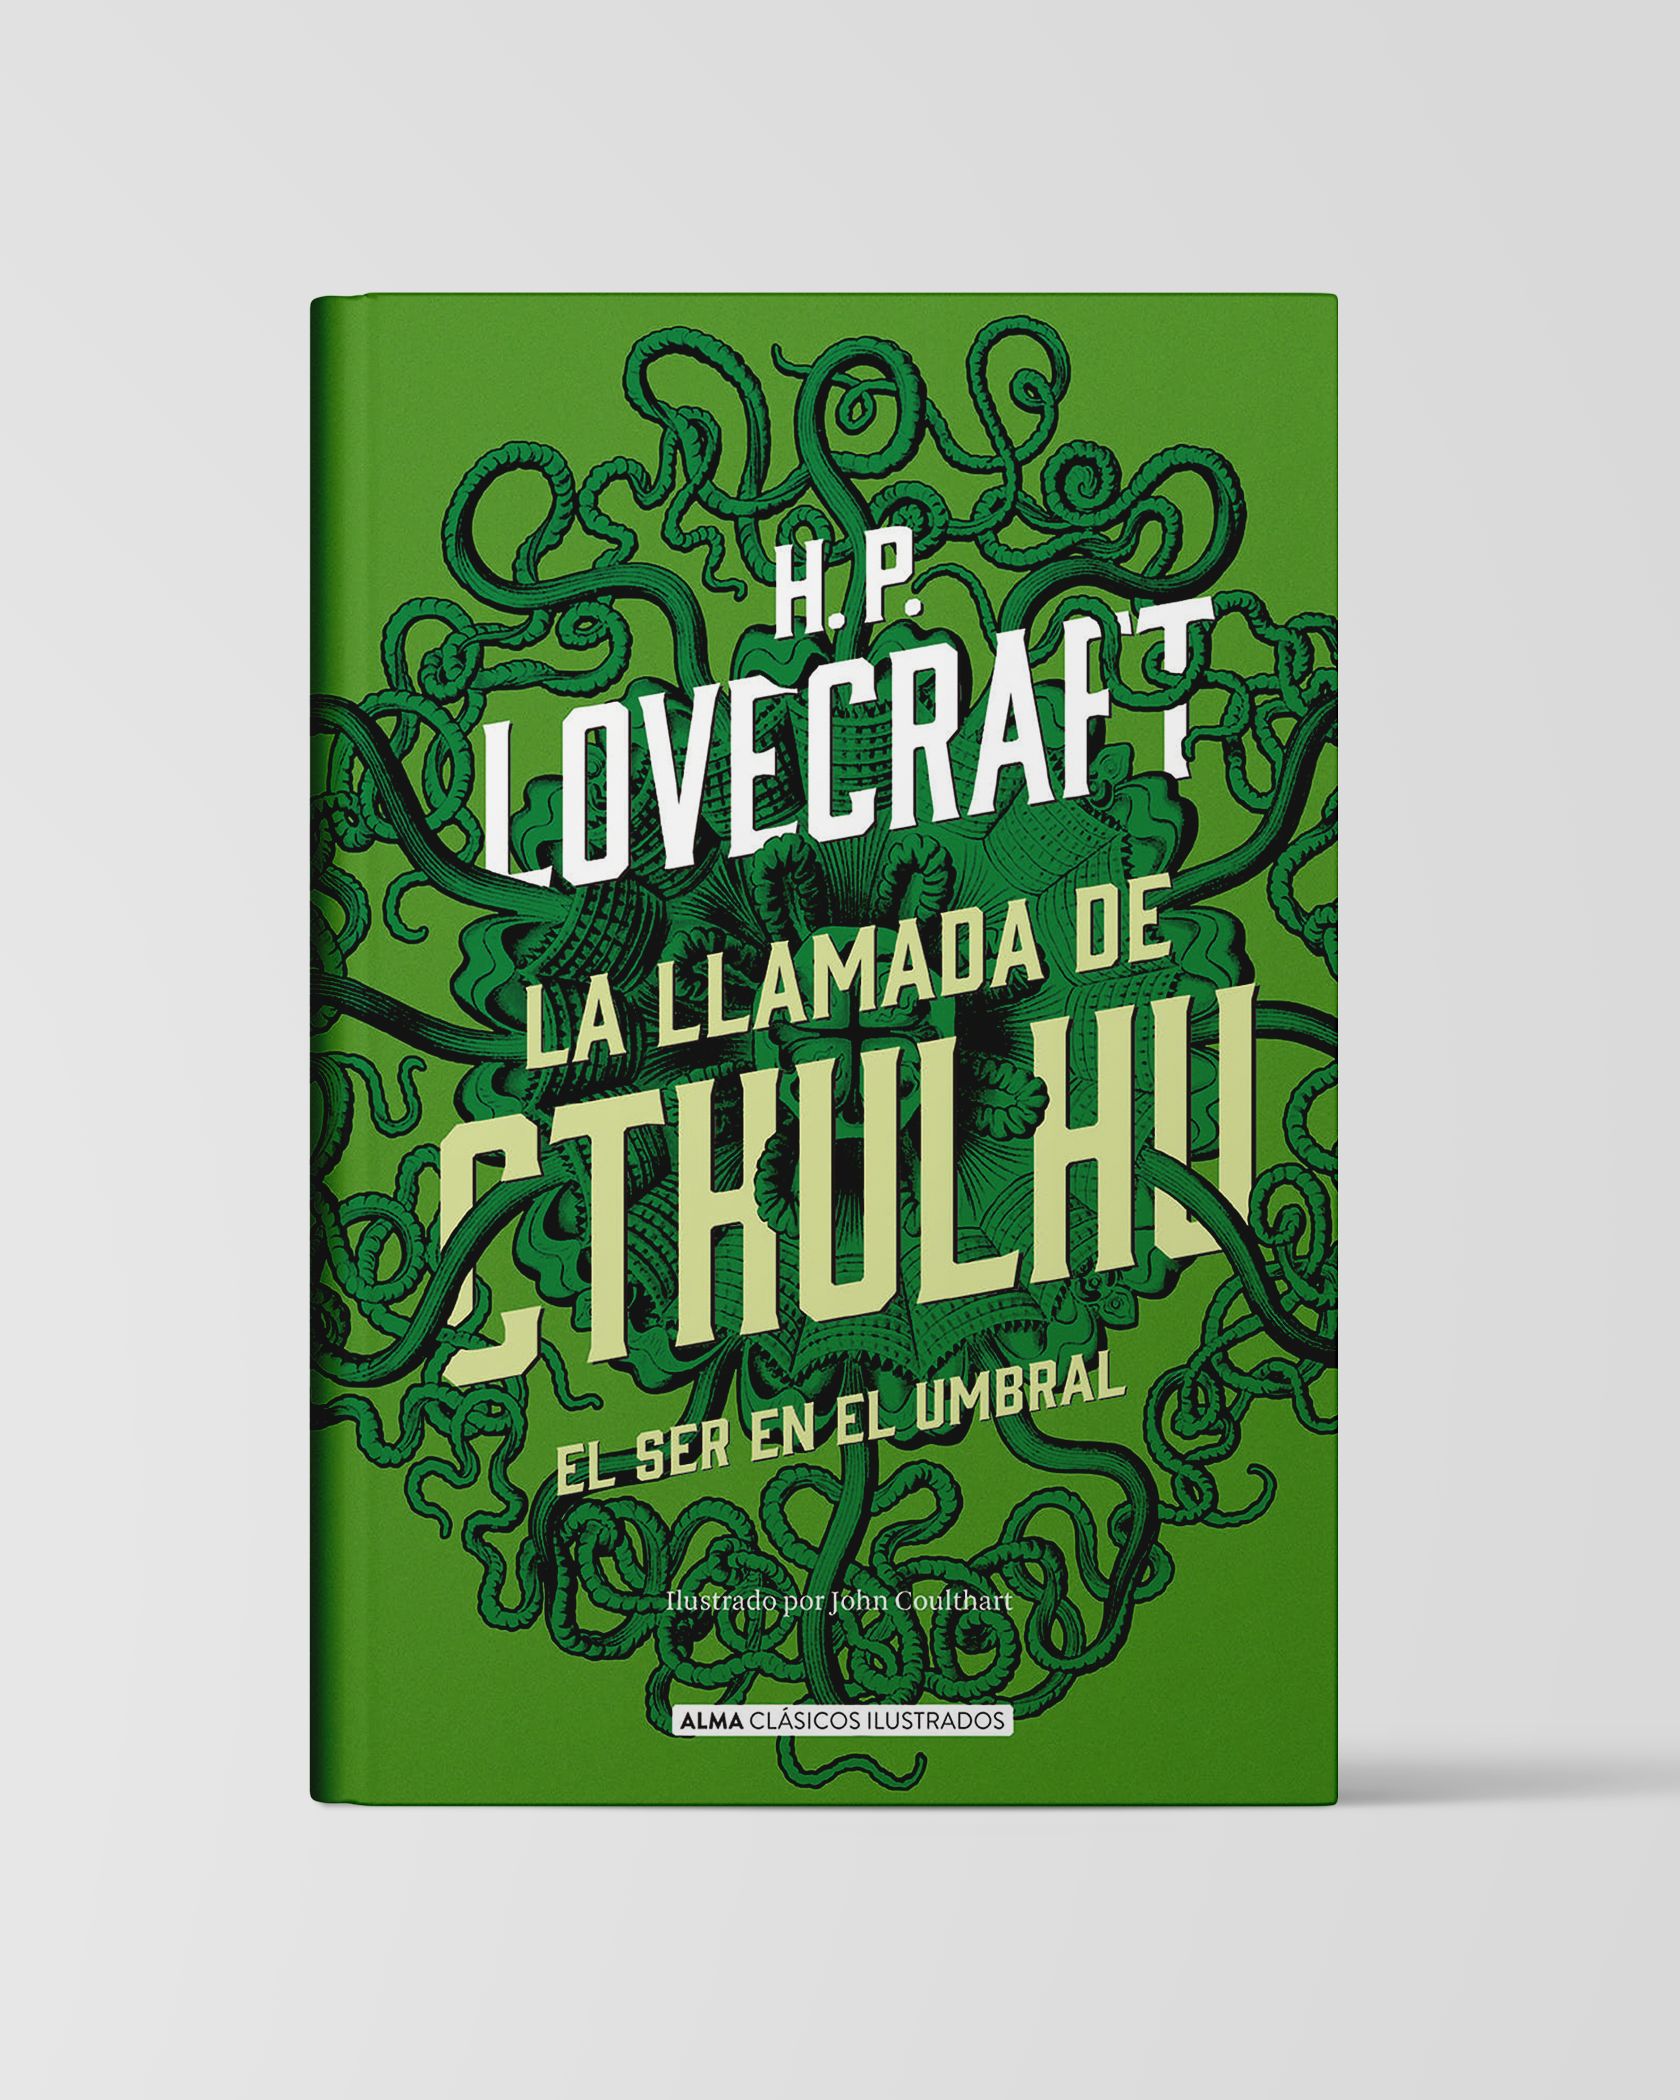 H. P.
LOVECRAFT
LA LLAMADA DE
CTHULHU
EL SER EN EL UMBRAL
Ilustrado por John Coulthart
ALMA CLÁSICOS ILUSTRADOS